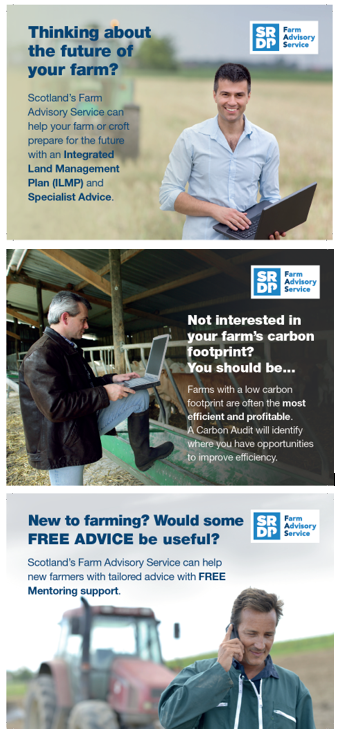 Thinking about
the future of
your farm?
SR
DP
Farm
Advisory
Service
Scotland's Farm
Advisory Service can
help your farm or croft
prepare for the future
with an Integrated
Land Management
Plan (ILMP) and
Specialist Advice.
SR
DP
Farm
Advisory
Service
Not interested in
your farm's carbon
footprint?
You should be...
Farms with a low carbon
footprint are often the most
efficient and profitable.
A Carbon Audit will identify
where you have opportunities
to improve efficiency.
New to farming? Would some
FREE ADVICE be useful?
SR
DP
Farm
Advisory
Service
Scotland's Farm Advisory Service can help
new farmers with tailored advice with FREE
Mentoring support.